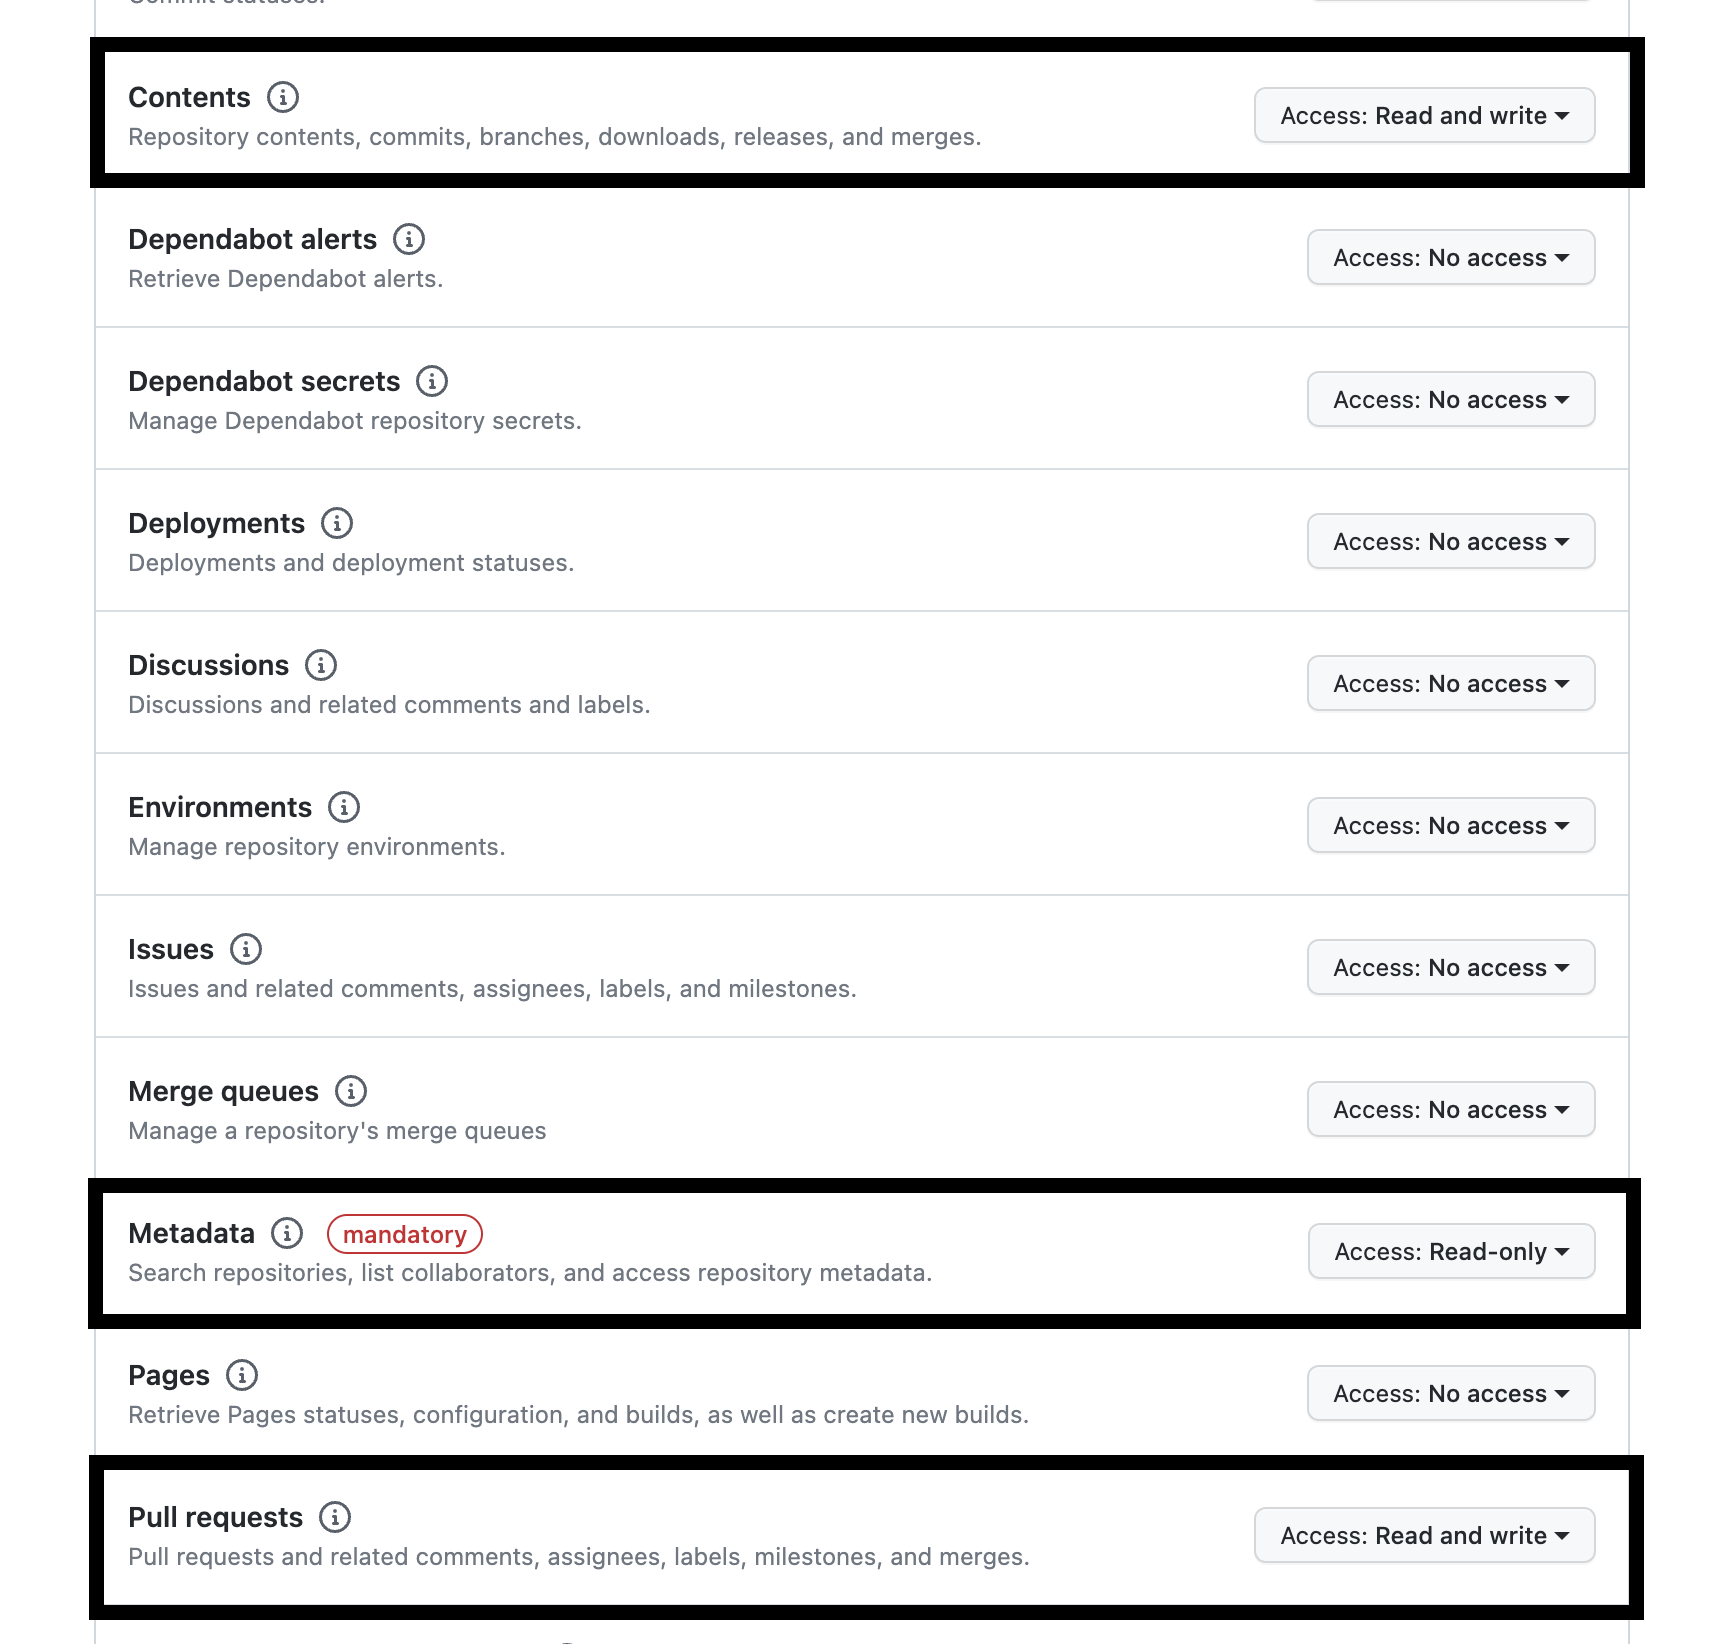 Commit statuses.
Contents
Access: Read and write
Repository contents, commits, branches, downloads, releases, and merges.
Dependabot alerts
Access: No access
Retrieve Dependabot alerts.
Dependabot secrets
Access: No access
Manage Dependabot repository secrets.
Deployments
Access: No access
Deployments and deployment statuses.
Discussions
Access: No access
Discussions and related comments and labels.
Environments
Access: No access
Manage repository environments.
Issues
Access: No access
Issues and related comments, assignees, labels, and milestones.
Merge queues
Access: No access
Manage a repository's merge queues
Metadata mandatory
Access: Read-only
Search repositories, list collaborators, and access repository metadata.
Pages
Access: No access
Retrieve Pages statuses, configuration, and builds, as well as create new builds.
Pull requests
Access: Read and write
Pull requests and related comments, assignees, labels, milestones, and merges.